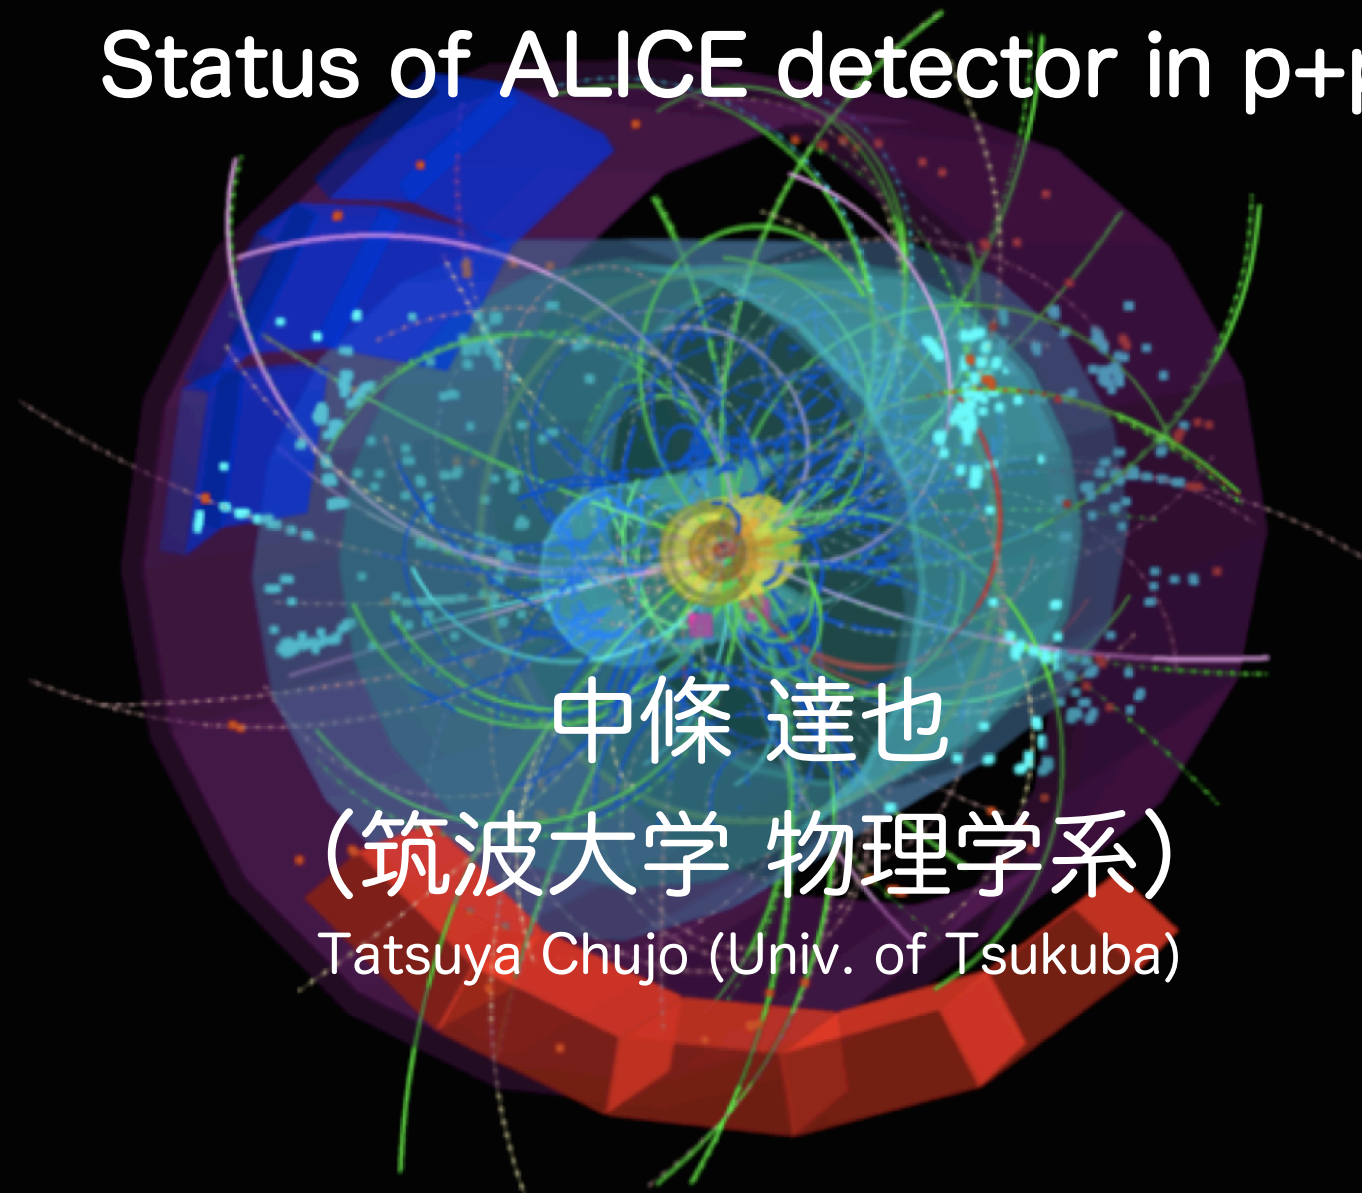 Status of ALICE detector in p+p
中條 達也
（筑波大学 物理学系）
Tatsuya Chujo (Univ. of Tsukuba)